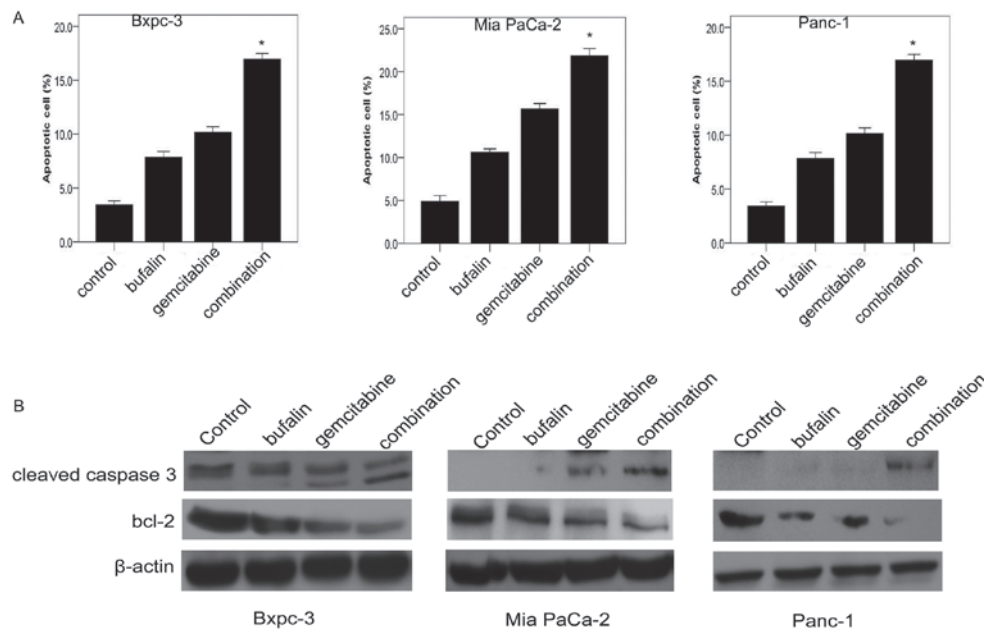 A
Bxpc-3
Apoptotic cell (%)
20.0
15.0
10.0
5.0
0.0
*
control
bufalin
gemcitabine
combination
Mia PaCa-2
Apoptotic cell (%)
25.0
20.0
15.0
10.0
5.0
0.0
*
control
bufalin
gemcitabine
combination
Panc-1
Apoptotic cell (%)
20.0
15.0
10.0
5.0
0.0
*
control
bufalin
gemcitabine
combination
B
Control
bufalin
gemcitabine
combination
Control
bufalin
gemcitabine
combination
Control
bufalin
gemcitabine
combination
cleaved caspase 3
bcl-2
β-actin
Bxpc-3
Mia PaCa-2
Panc-1